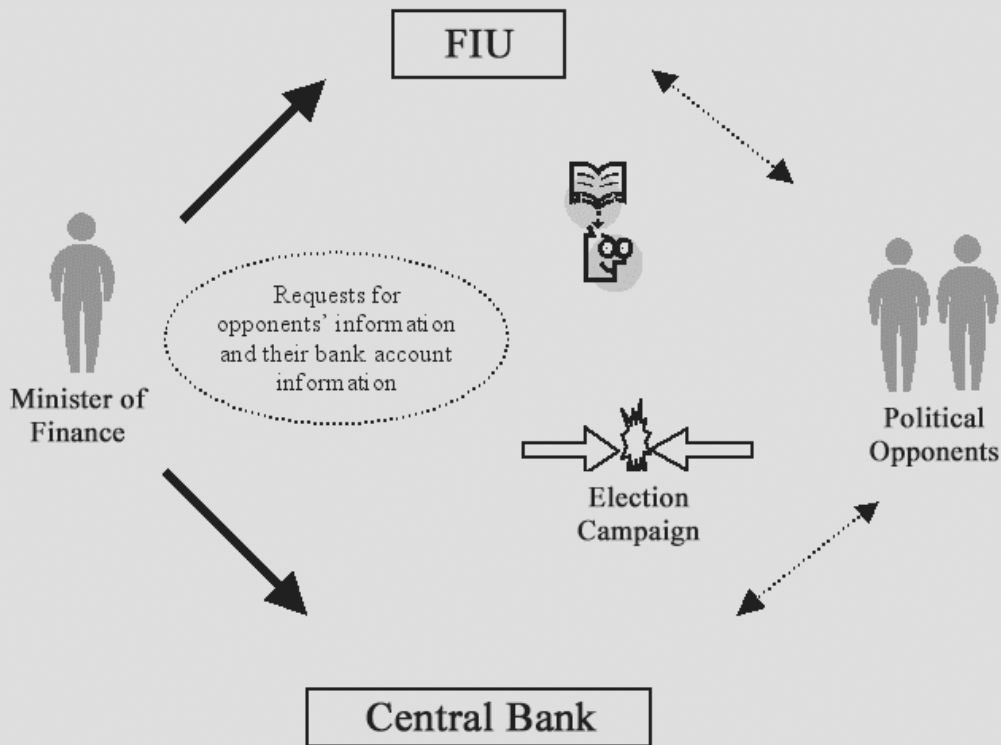 FIU
Requests for
opponents’ information
and their bank account
information
Minister of
Finance
Political
Opponents
Election
Campaign
Central Bank